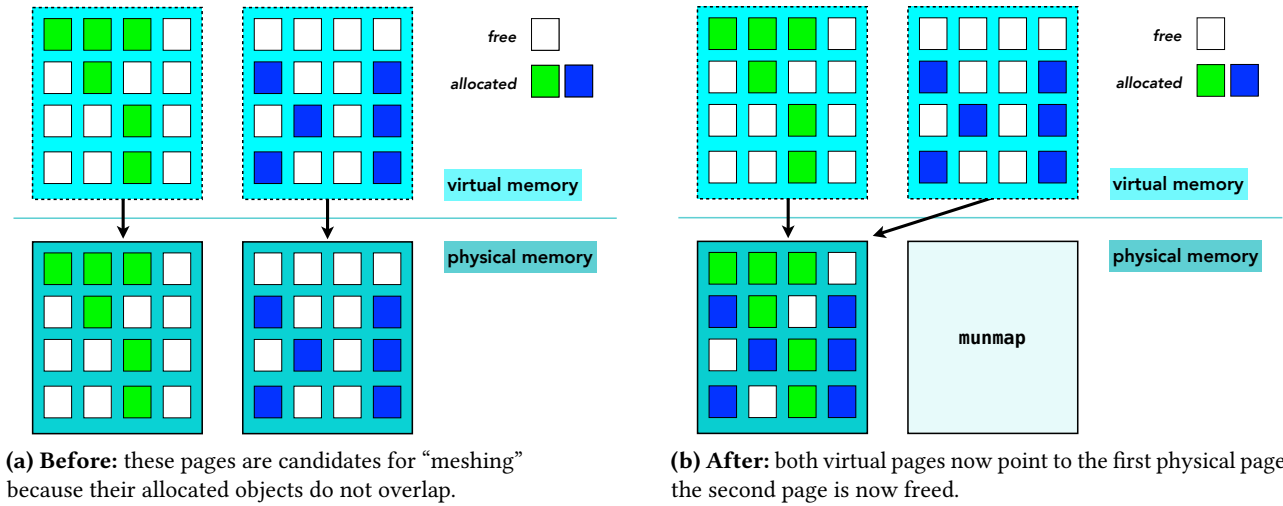 free
allocated
virtual memory
physical memory
(a) Before: these pages are candidates for “meshing”
because their allocated objects do not overlap.
free
allocated
virtual memory
physical memory
munmap
(b) After: both virtual pages now point to the first physical page
the second page is now freed.